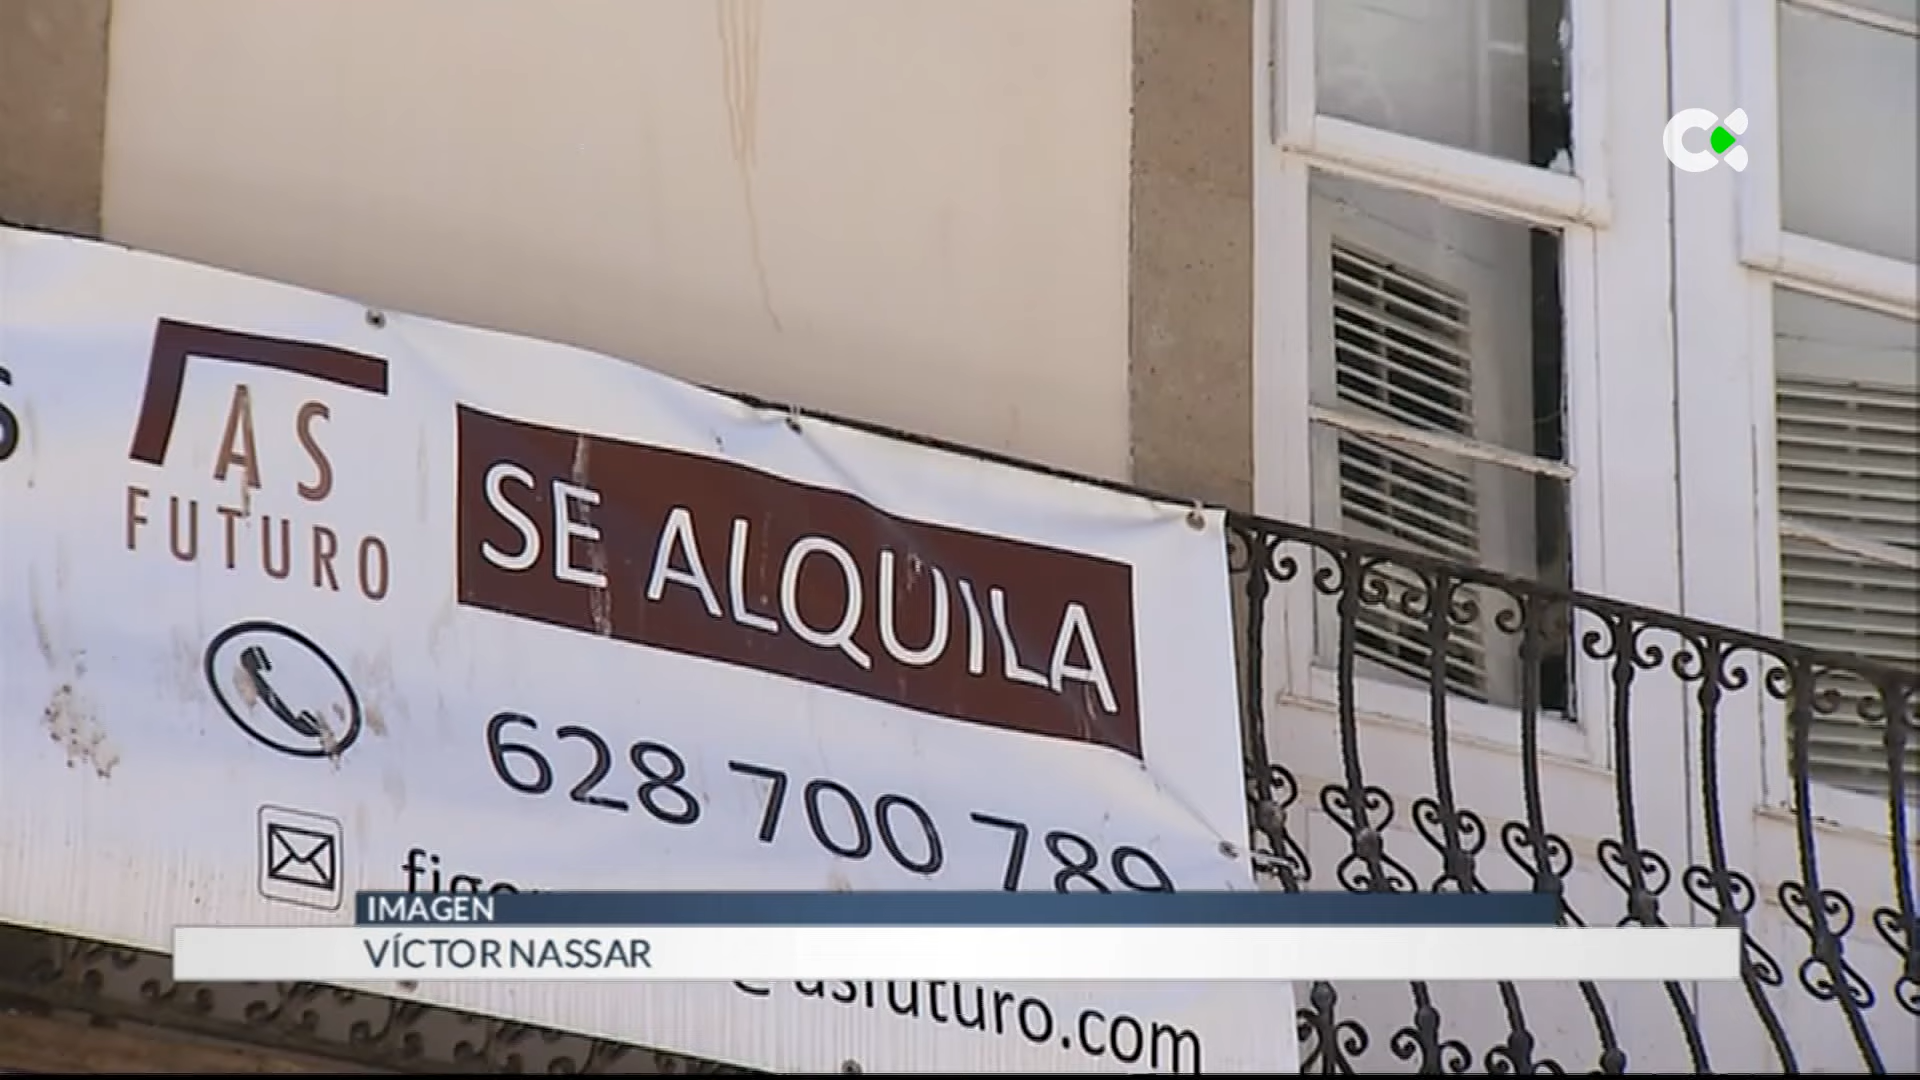 AS
FUTURO
SE ALQUILA
628 700 789
IMAGEN
VÍCTOR NASSAR
@asfuturo.com